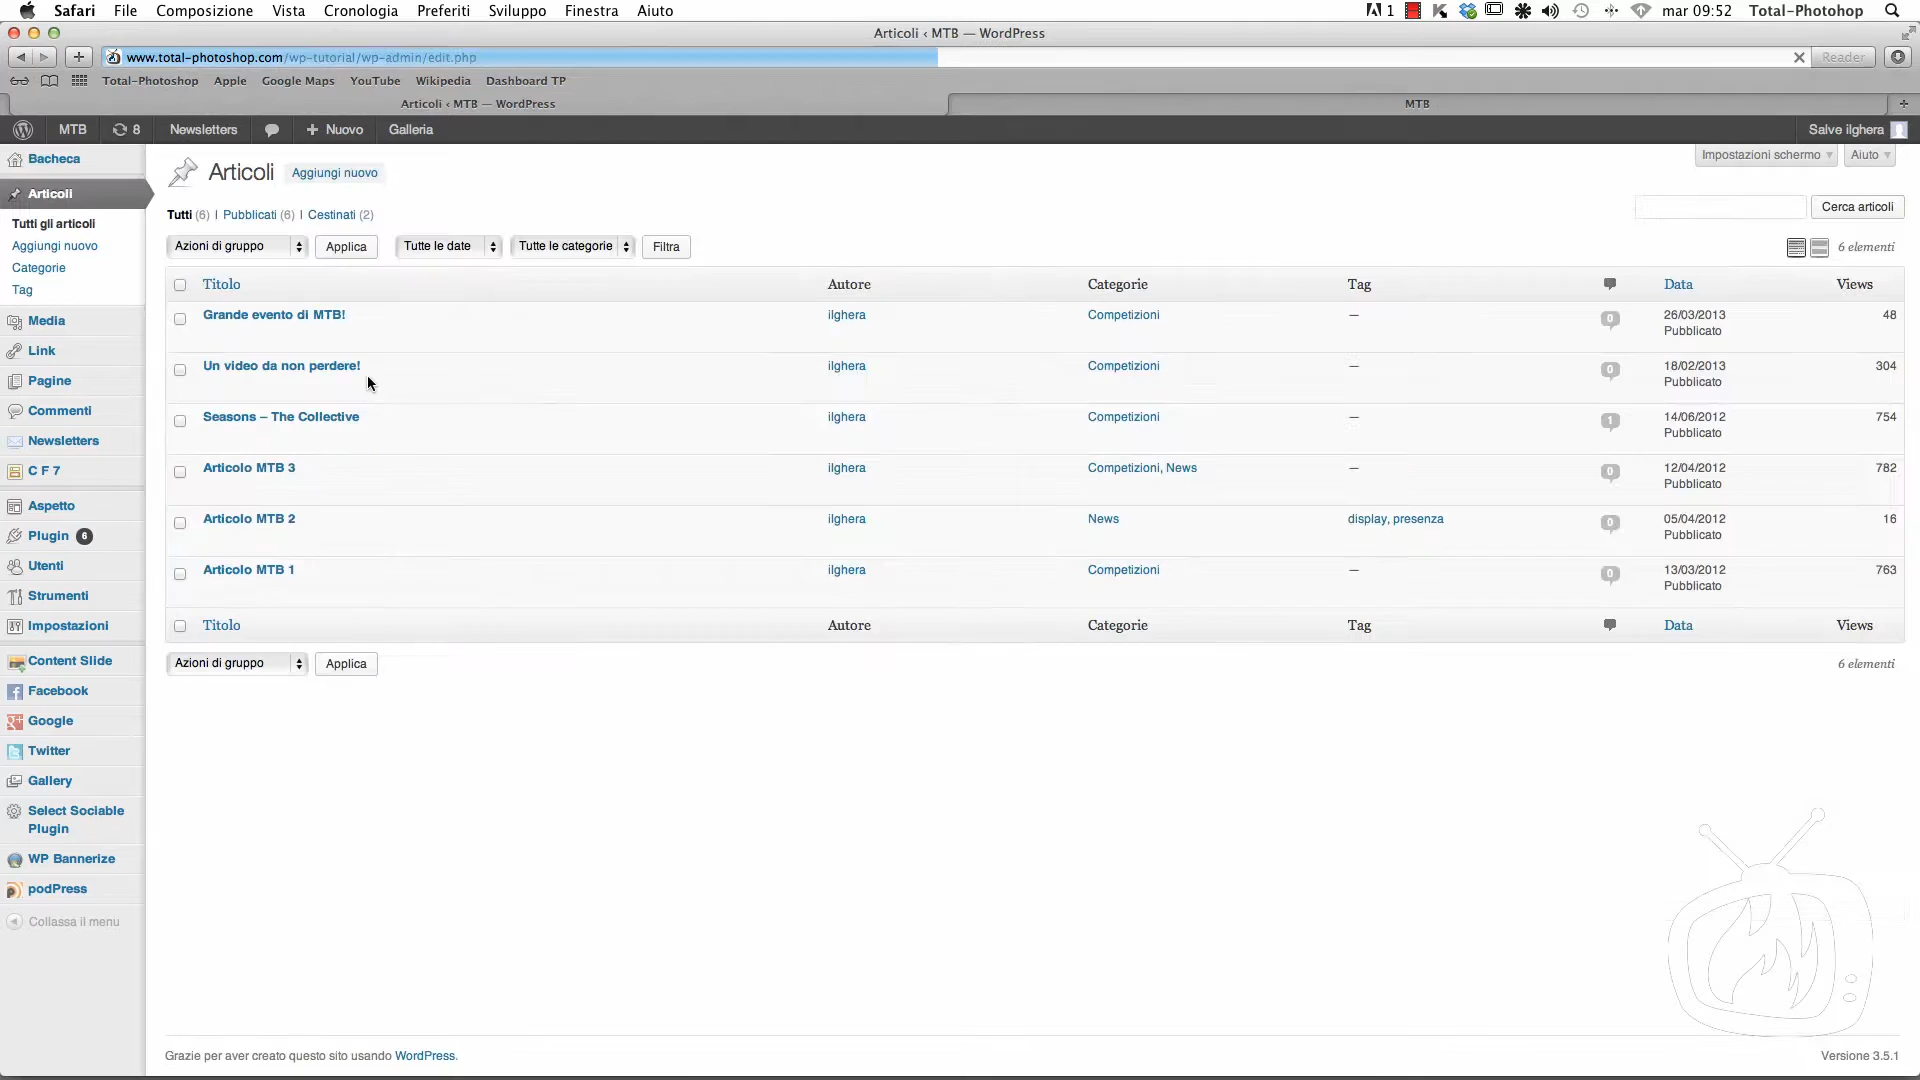 Safari File Composizione Vista Cronologia Preferiti Sviluppo Finestra Aiuto 1 mar 09:52 Total-Photohop
Articoli ‹ MTB — WordPress
www.total-photoshop.com/wp-tutorial/wp-admin/edit.php Reader
Total-Photoshop Apple Google Maps YouTube Wikipedia Dashboard TP
Articoli ‹ MTB — WordPress MTB
MTB 8 Newsletters + Nuovo Galleria Salve ilghera
Bacheca
Articoli
Tutti gli articoli
Aggiungi nuovo
Categorie
Tag
Media
Link
Pagine
Commenti
Newsletters
C F 7
Aspetto
Plugin 6
Utenti
Strumenti
Impostazioni
Content Slide
Facebook
Google
Twitter
Gallery
Select Sociable
Plugin
WP Bannerize
podPress
Collassa il menu
Impostazioni schermo Aiuto
Articoli Aggiungi nuovo
Tutti (6) | Pubblicati (6) | Cestinati (2) Cerca articoli
Azioni di gruppo Applica Tutte le date Tutte le categorie Filtra 6 elementi
Titolo Autore Categorie Tag Data Views
Grande evento di MTB! ilghera Competizioni — 0 26/03/2013 48
Pubblicato
Un video da non perdere! ilghera Competizioni — 0 18/02/2013 304
Pubblicato
Seasons – The Collective ilghera Competizioni — 1 14/06/2012 754
Pubblicato
Articolo MTB 3 ilghera Competizioni, News — 0 12/04/2012 782
Pubblicato
Articolo MTB 2 ilghera News display, presenza 0 05/04/2012 16
Pubblicato
Articolo MTB 1 ilghera Competizioni — 0 13/03/2012 763
Pubblicato
Titolo Autore Categorie Tag Data Views
Azioni di gruppo Applica 6 elementi
Grazie per aver creato questo sito usando WordPress. Versione 3.5.1